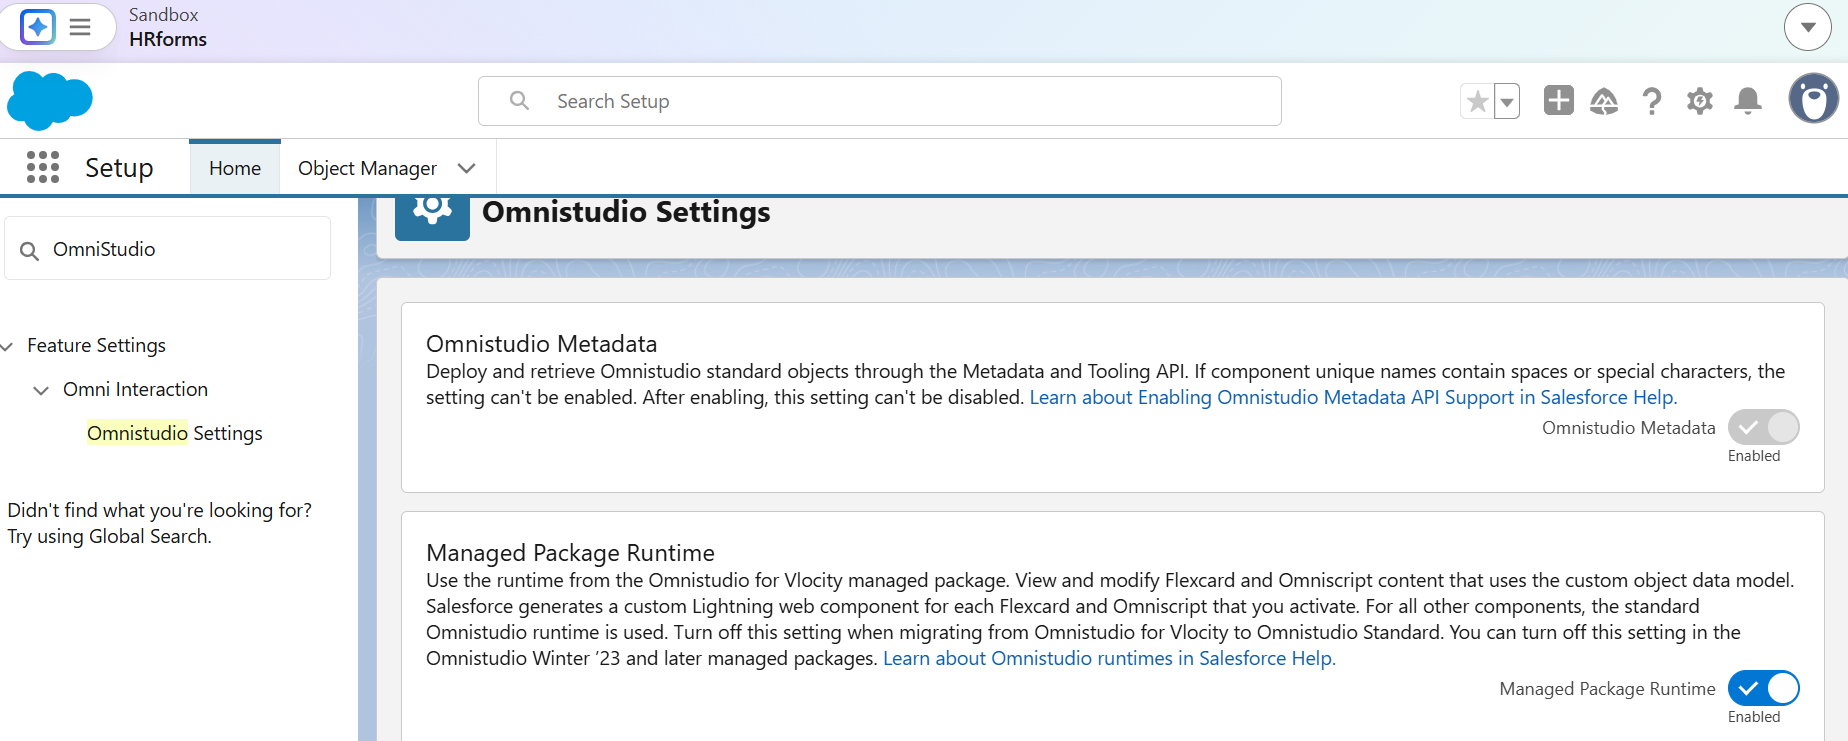 Sandbox
HRforms
Search Setup
Setup
Home
Object Manager
OmniStudio
Feature Settings
Omni Interaction
Omnistudio Settings
Didn't find what you're looking for?
Try using Global Search.
Omnistudio Settings
Omnistudio Metadata
Deploy and retrieve Omnistudio standard objects through the Metadata and Tooling API. If component unique names contain spaces or special characters, the
setting can't be enabled. After enabling, this setting can't be disabled. Learn about Enabling Omnistudio Metadata API Support in Salesforce Help.
Omnistudio Metadata
Enabled
Managed Package Runtime
Use the runtime from the Omnistudio for Vlocity managed package. View and modify Flexcard and Omniscript content that uses the custom object data model.
Salesforce generates a custom Lightning web component for each Flexcard and Omniscript that you activate. For all other components, the standard
Omnistudio runtime is used. Turn off this setting when migrating from Omnistudio for Vlocity to Omnistudio Standard. You can turn off this setting in the
Omnistudio Winter ’23 and later managed packages. Learn about Omnistudio runtimes in Salesforce Help.
Managed Package Runtime
Enabled